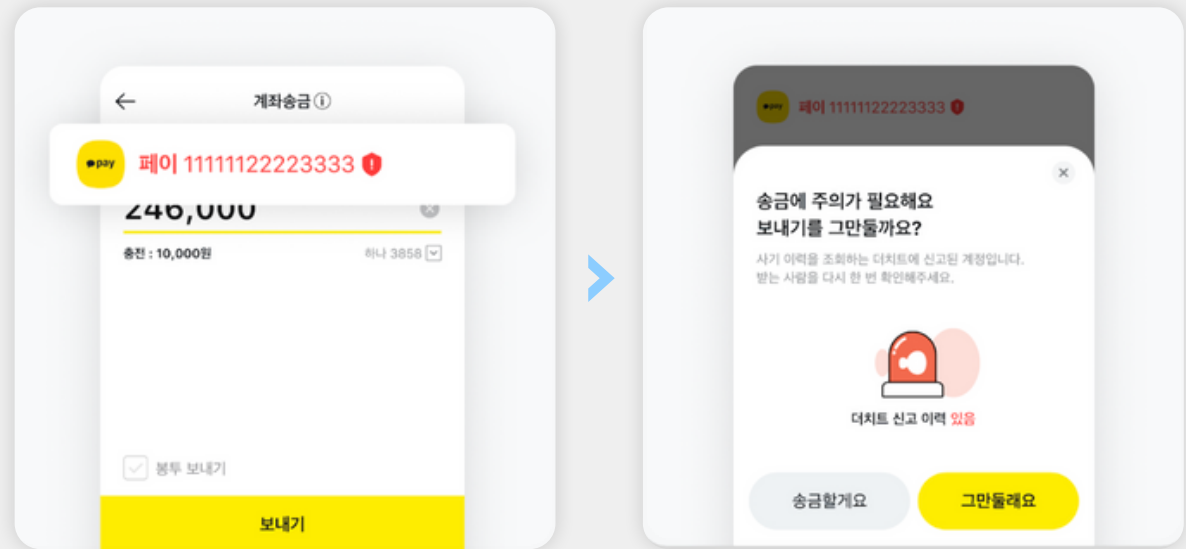 계좌송금
pay 페이 11111122223333
246,000
충전 : 10,000원 하나 3858
봉투 보내기
보내기
pay 페이 11111122223333
송금에 주의가 필요해요
보내기를 그만둘까요?
사기 이력을 조회하는 더치트에 신고된 계정입니다.
받는 사람을 다시 한 번 확인해주세요.
더치트 신고 이력 있음
송금할게요 그만둘래요